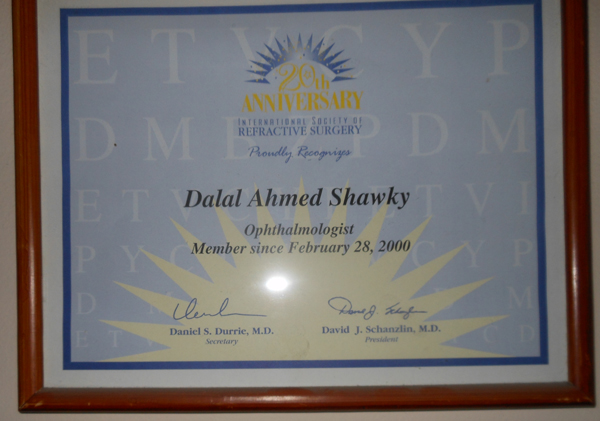 20th
ANNIVERSARY
INTERNATIONAL SOCIETY OF
REFRACTIVE SURGERY
Proudly Recognizes
Dalal Ahmed Shawky
Ophthalmologist
Member since February 28, 2000
Daniel S. Durrie, M.D.
Secretary
David J. Schanzlin, M.D.
President